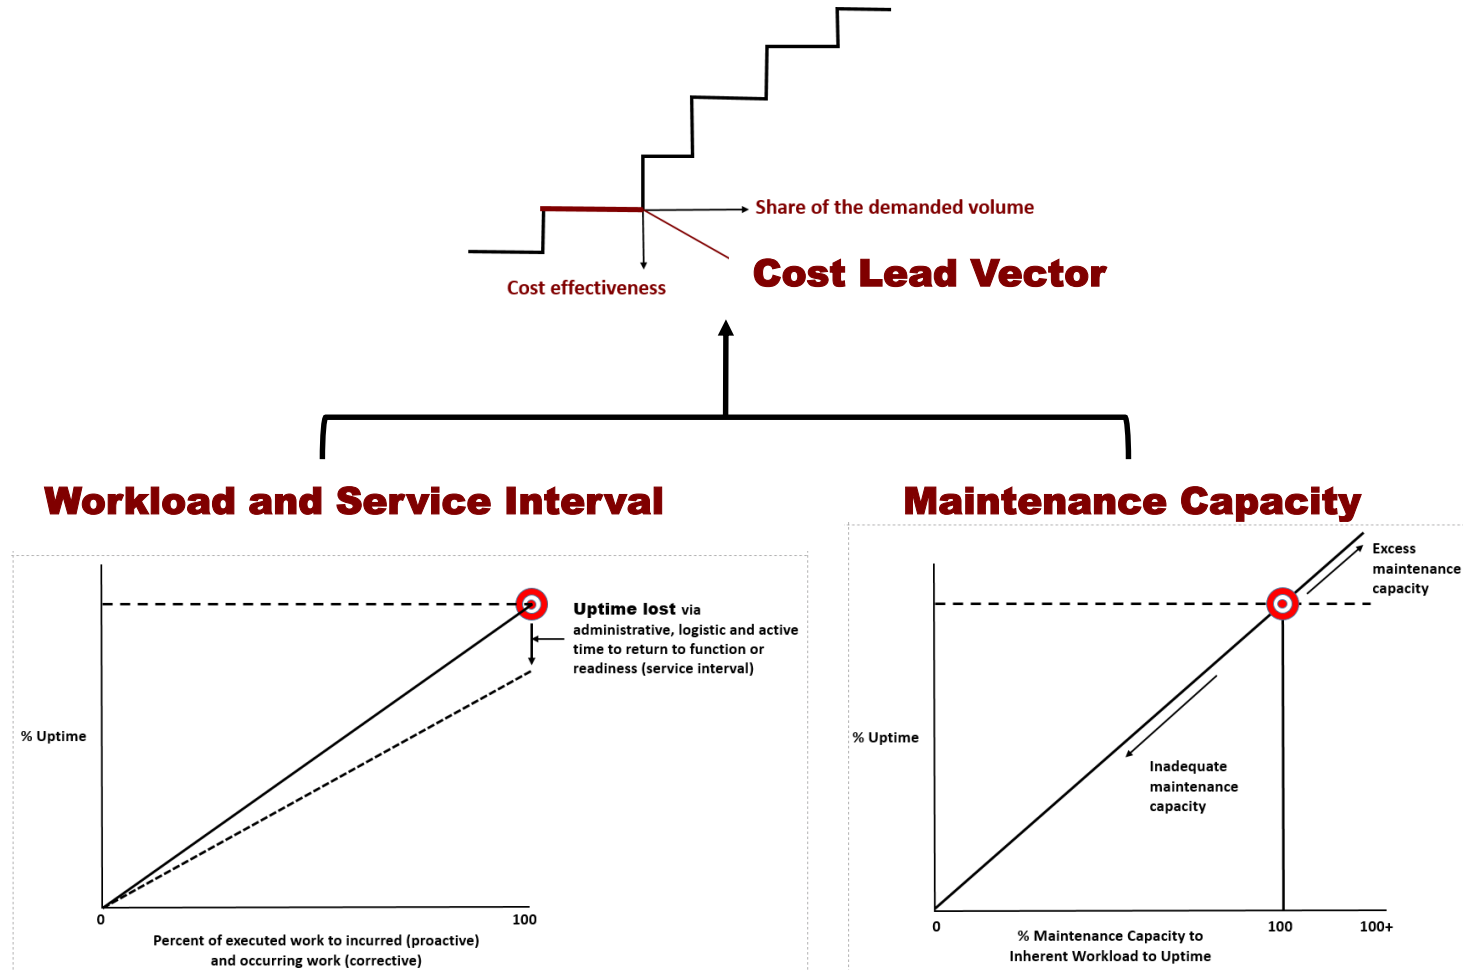 Share of the demanded volume
Cost Lead Vector
Cost effectiveness
Workload and Service Interval
Uptime lost via
administrative, logistic and active
time to return to function or
readiness (service interval)
% Uptime
0
100
Percent of executed work to incurred (proactive)
and occurring work (corrective)
Maintenance Capacity
Excess
maintenance
capacity
% Uptime
Inadequate
maintenance
capacity
0
100
100+
% Maintenance Capacity to
Inherent Workload to Uptime